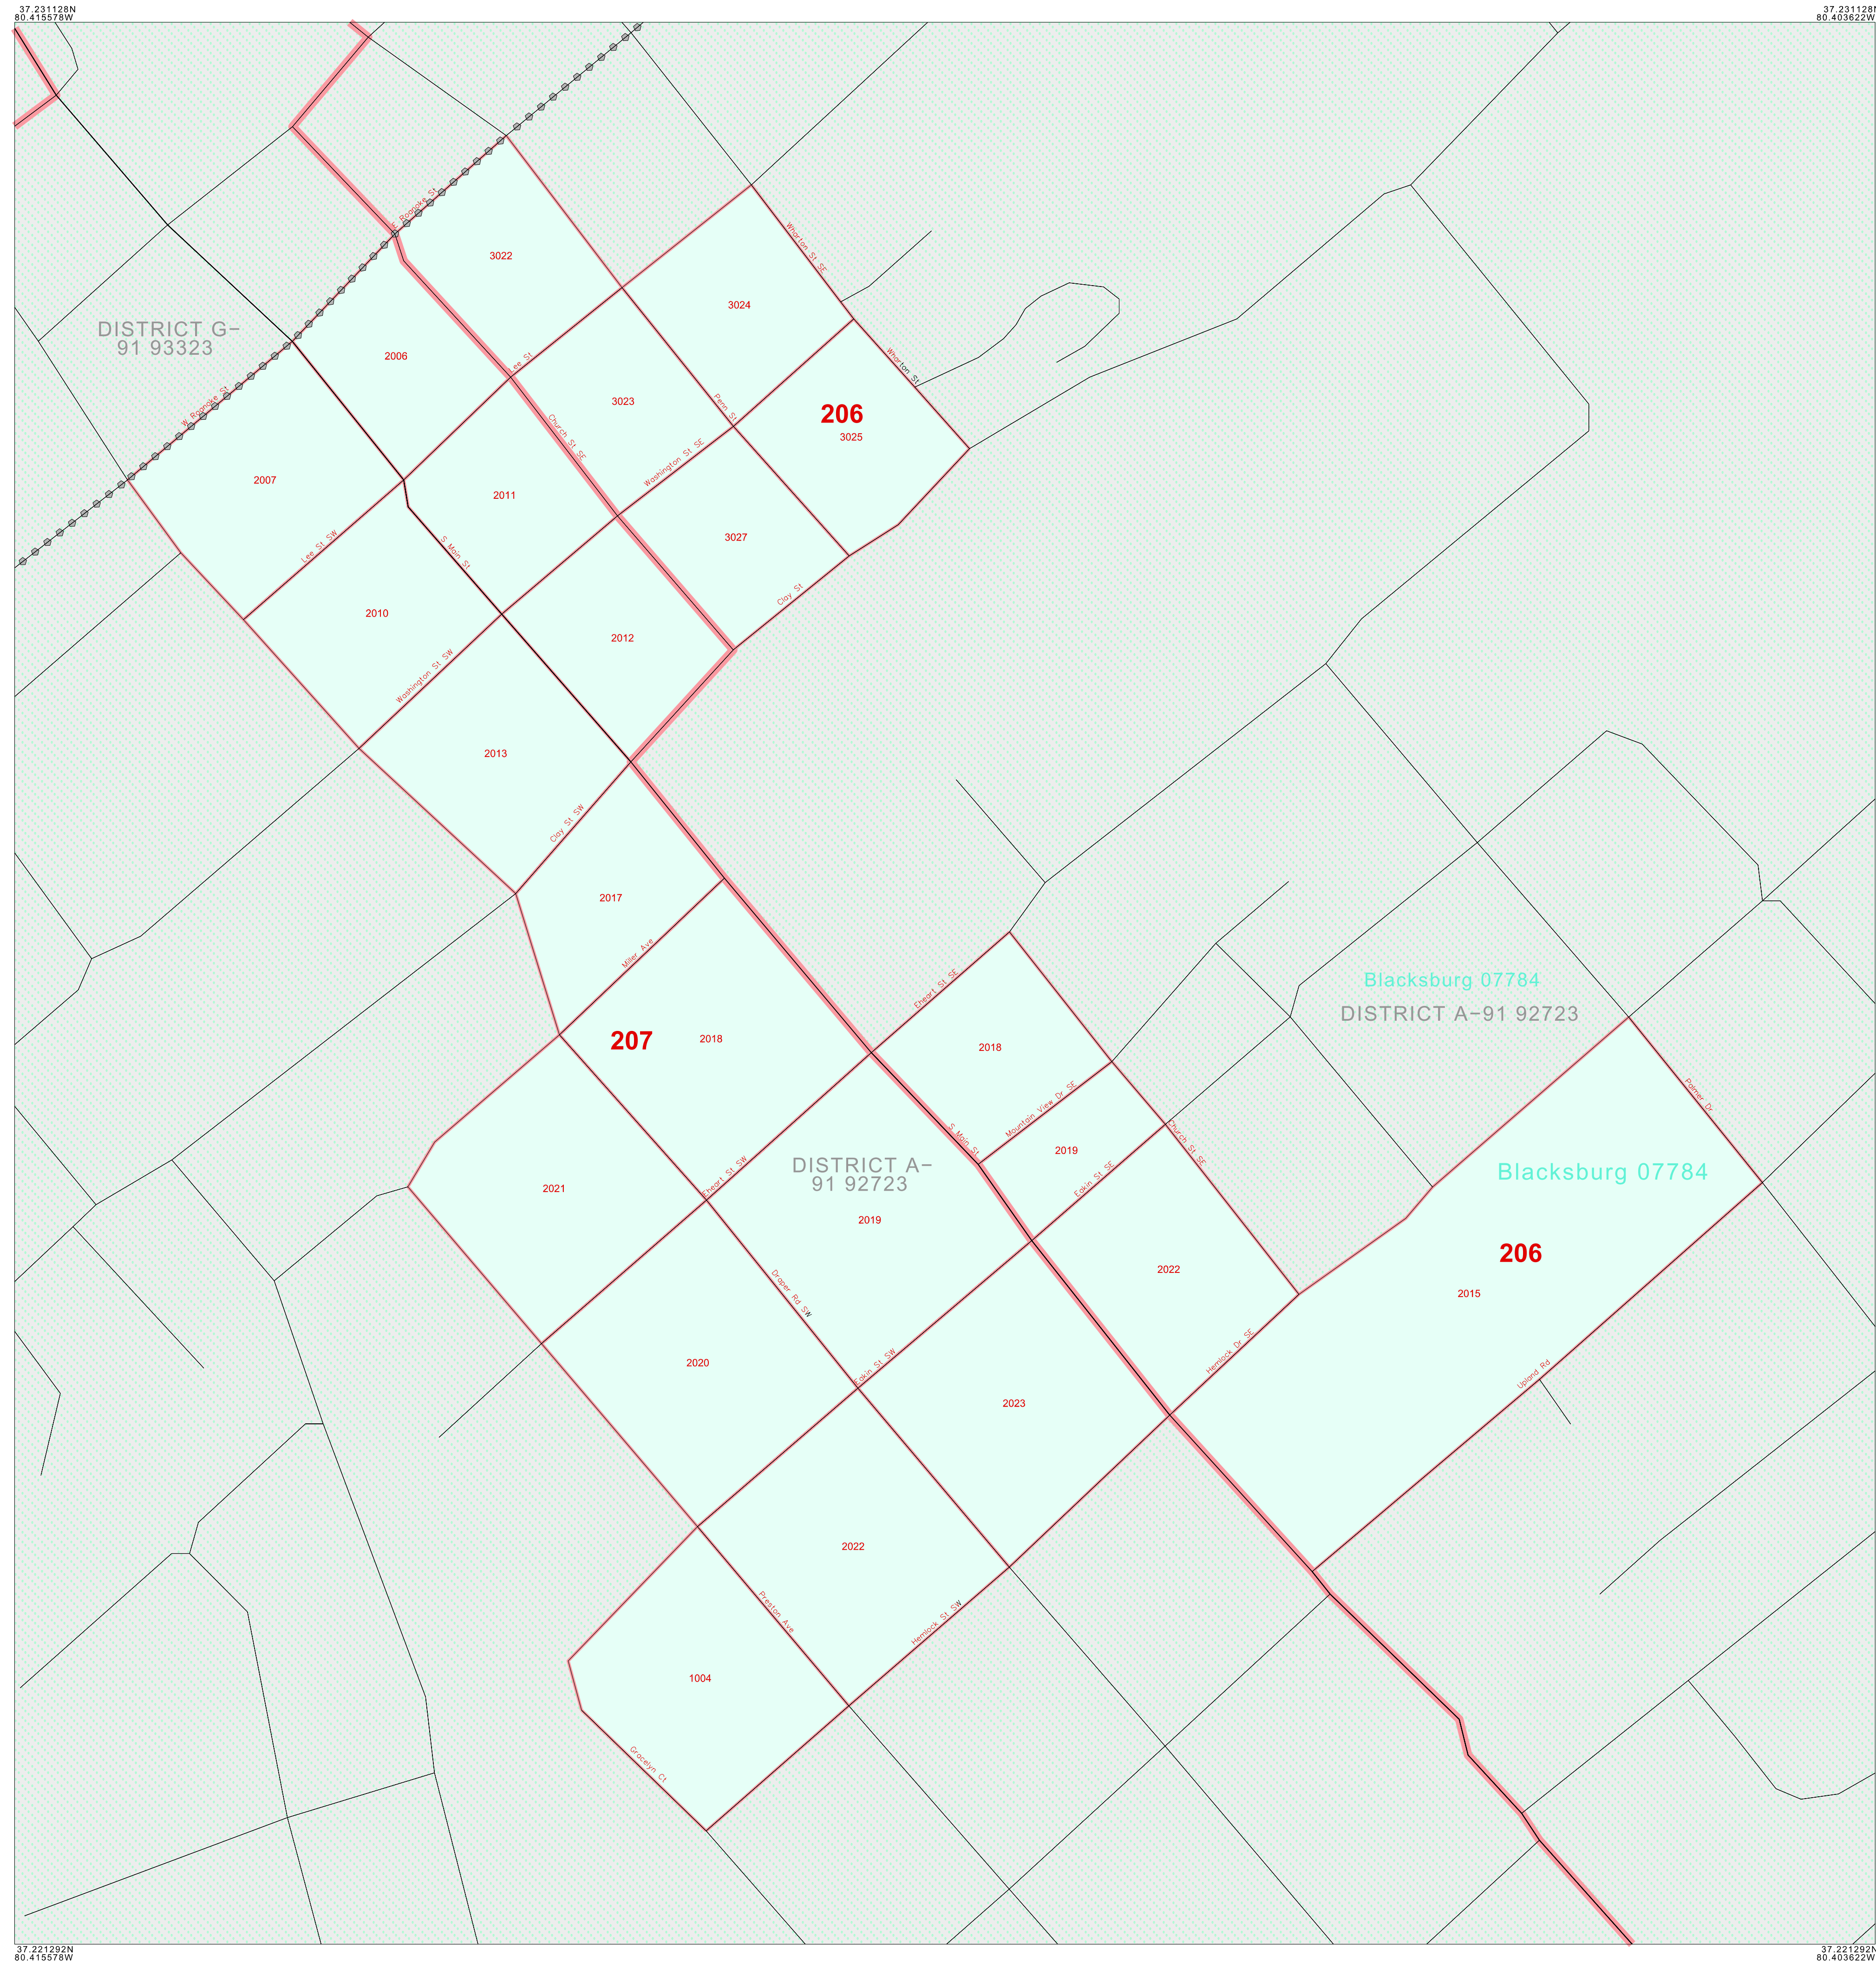 37.231128N
80.415578W
37.231128N
80.403622W
E Roanoke St
3022
Wharton St SE
3024
DISTRICT G-
91 93323
2006
Lee St
Wharton St
W Roanoke St
3023
Penn St
206
3025
Church St SE
Washington St SE
2007
2011
Lee St SW
S Main St
3027
Clay St
2010
2012
Washington St SW
2013
Clay St SW
2017
Miller Ave
Blacksburg 07784
DISTRICT A-91 92723
Eheart St SE
207
2018
2018
Palmer Dr
Mountain View Dr SE
S Main St
2019
Church St SE
DISTRICT A-
91 92723
Eakin St SE
Blacksburg 07784
Eheart St SW
2021
2019
206
2022
2015
Draper Rd SW
Hemlock Dr SE
Upland Rd
2020
Eakin St SW
2023
2022
Preston Ave
Hemlock St SW
1004
Gracelyn Ct
37.221292N
80.415578W
37.221292N
80.403622W